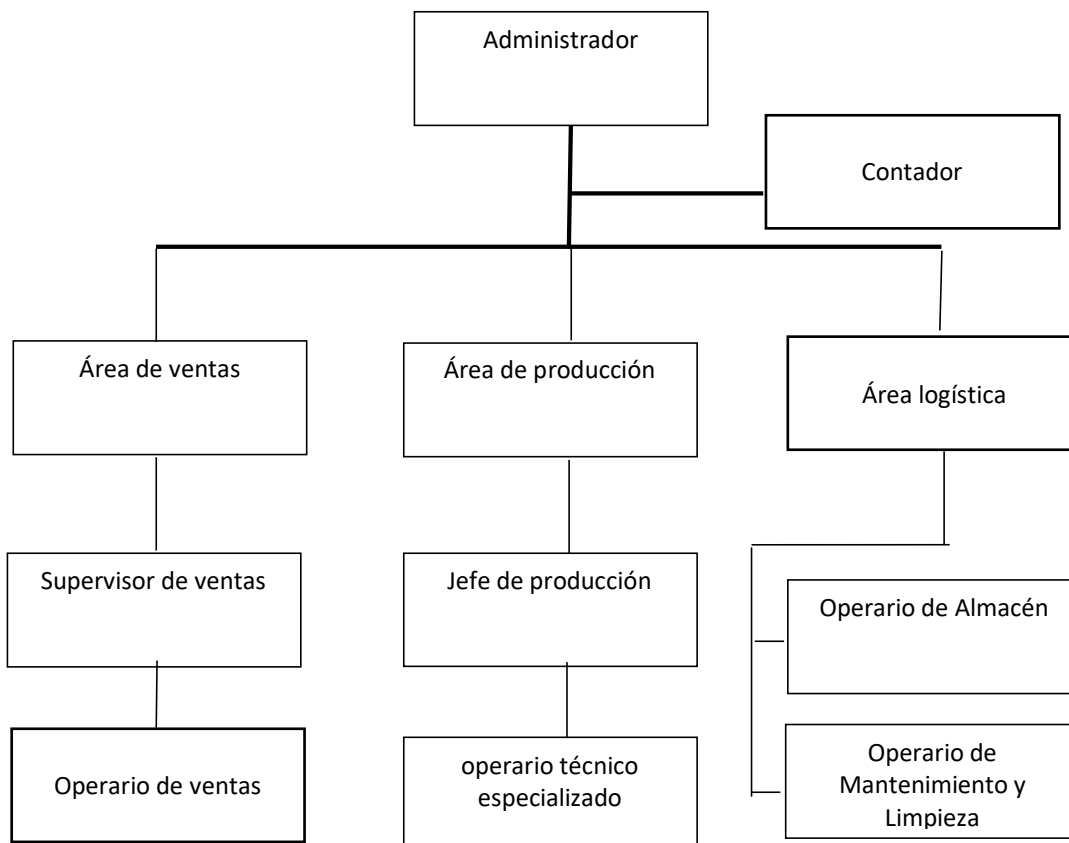 Administrador
Contador
Área de ventas
Área de producción
Área logística
Supervisor de ventas
Jefe de producción
Operario de Almacén
Operario de ventas
operario técnico
especializado
Operario de
Mantenimiento y
Limpieza